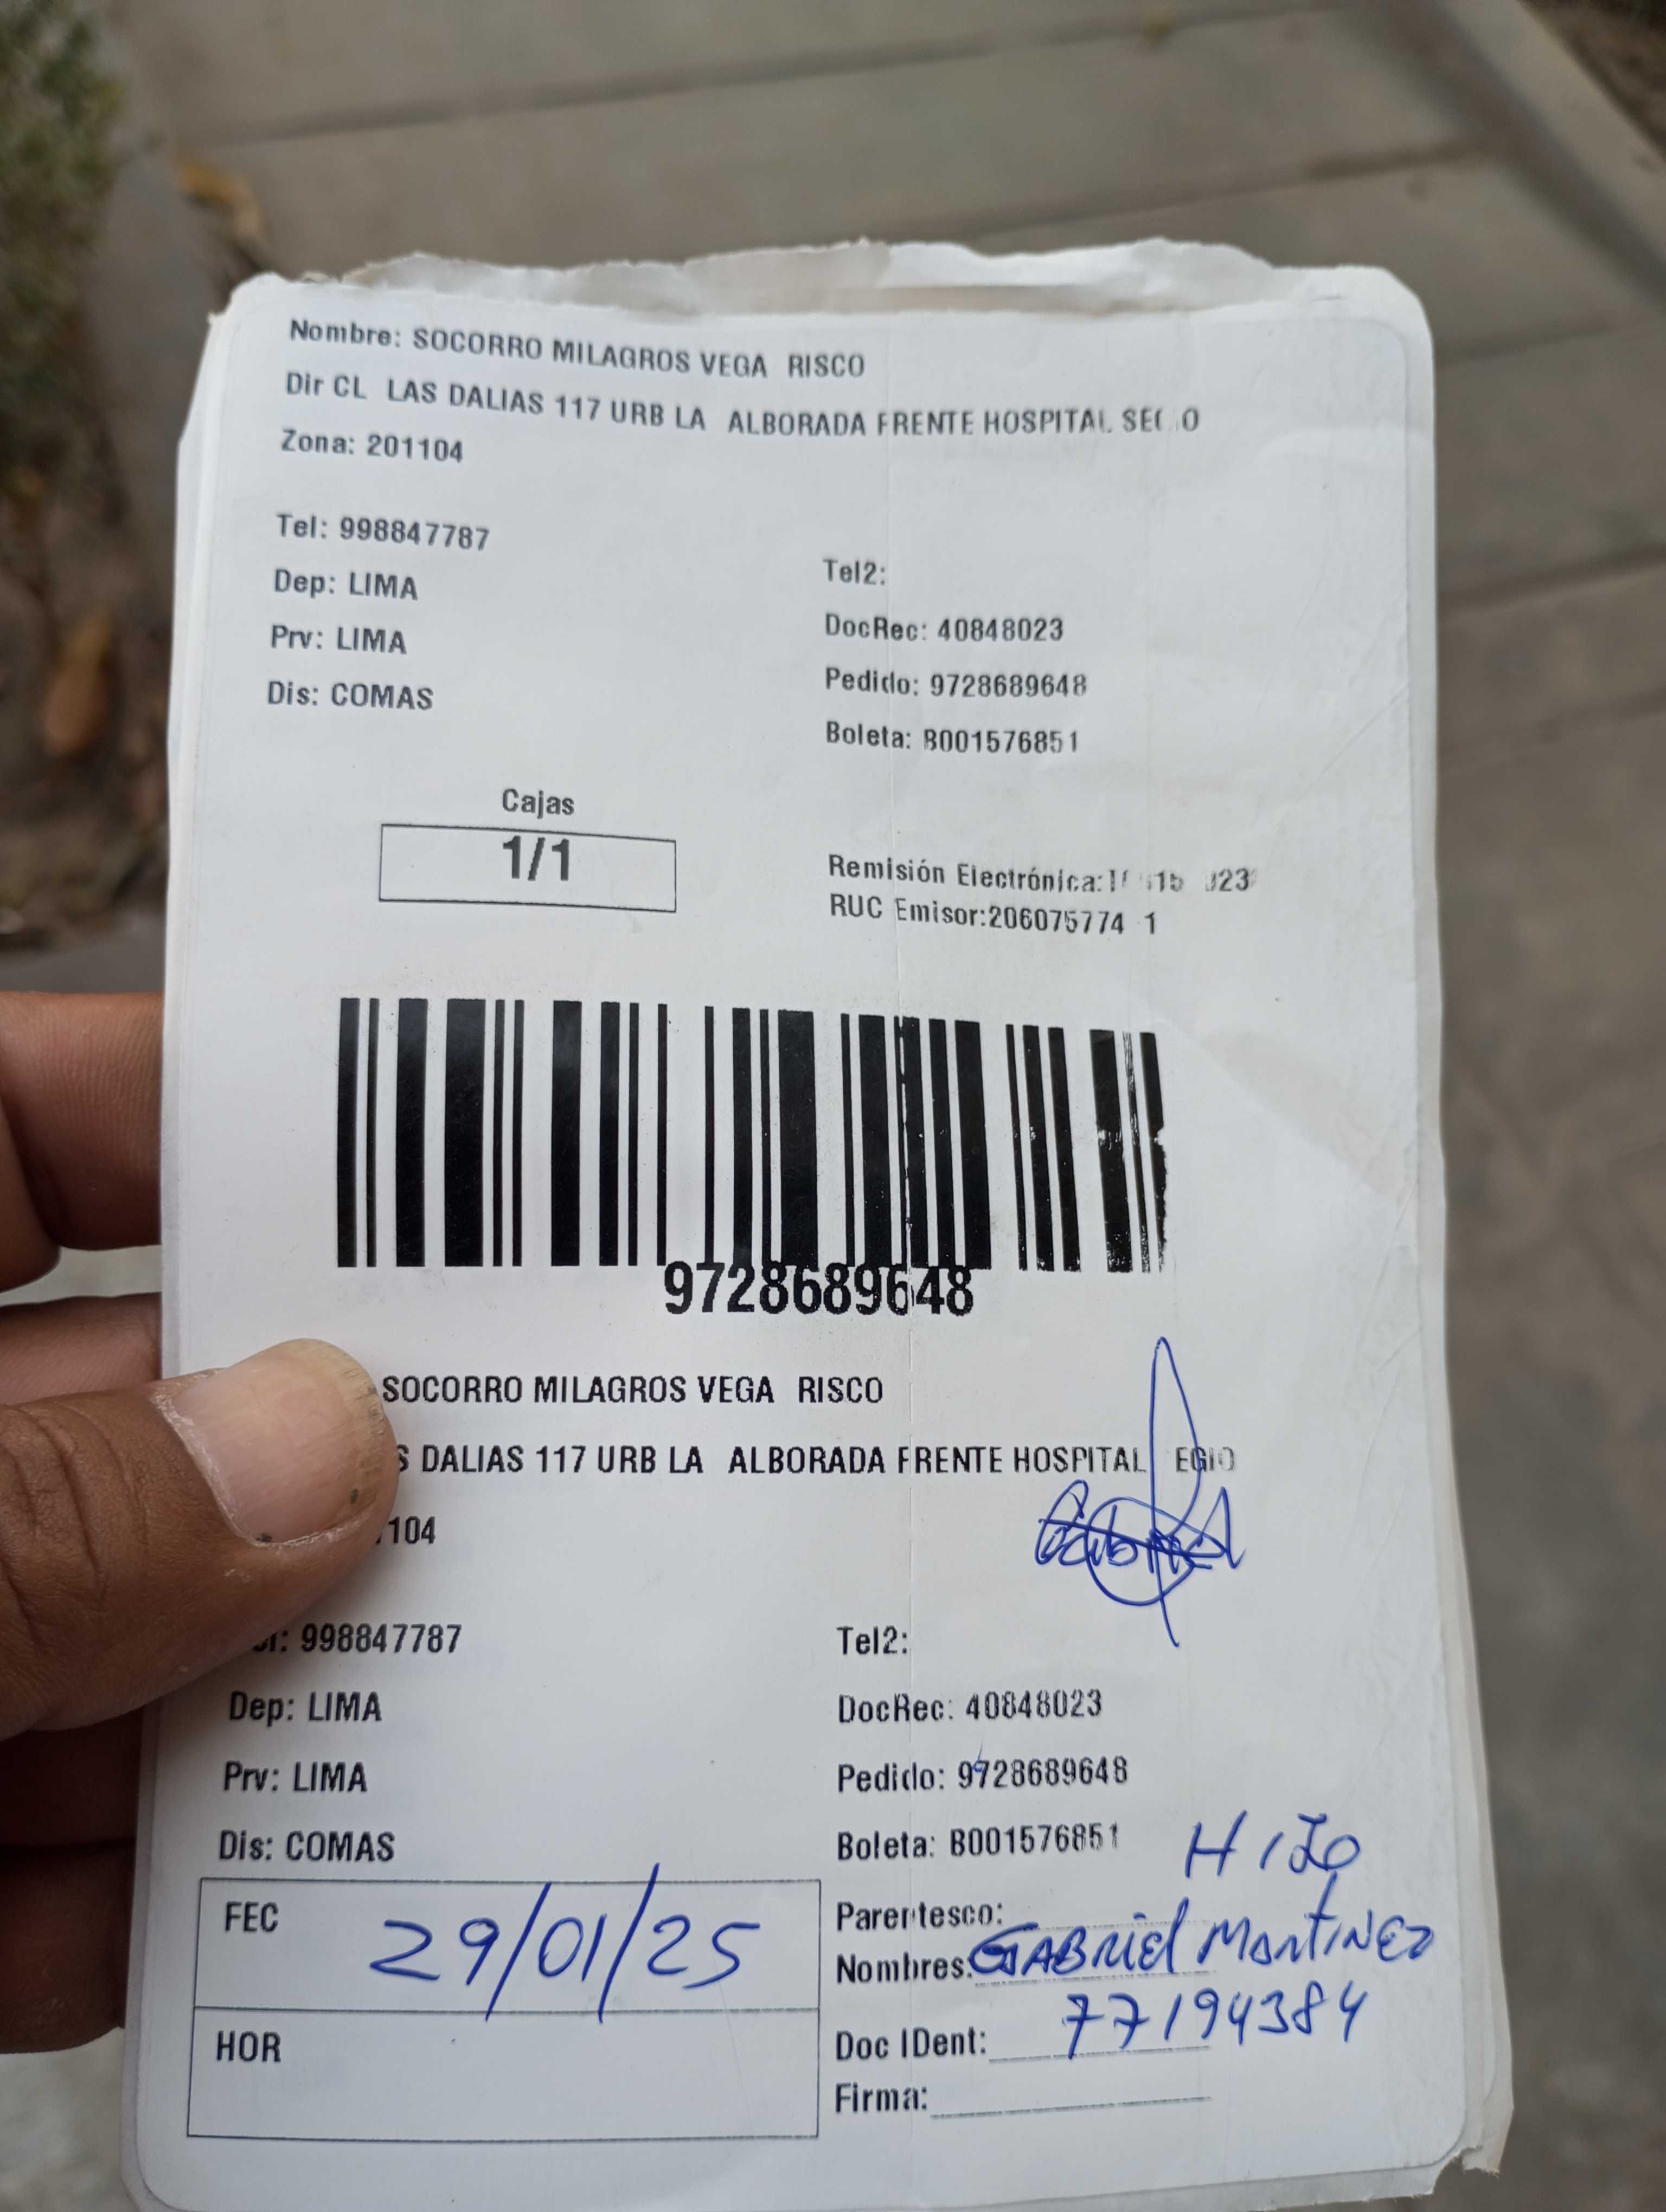 Nombre: SOCORRO MILAGROS VEGA RISCO
Dir CL LAS DALIAS 117 URB LA ALBORADA FRENTE HOSPITAL
Zona: 201104
Tel: 998847787
Tel2:
Dep: LIMA
DocRec: 40848023
Prv: LIMA
Pedido: 9728689648
Dis: COMAS
Boleta: B001576851
Cajas
1/1
Remisión Electrónica:
RUC Emisor:
9728689648
SOCORRO MILAGROS VEGA RISCO
DALIAS 117 URB LA ALBORADA FRENTE HOSPITAL
104
998847787
Tel2:
Dep: LIMA
DocRec: 40848023
Prv: LIMA
Pedido: 9728689648
Dis: COMAS
Boleta: B001576851
HIJO
FEC 29/01/25
Parentesco:
Nombres: GABRIEL MARTINEZ
HOR
Doc IDent: 77194384
Firma: